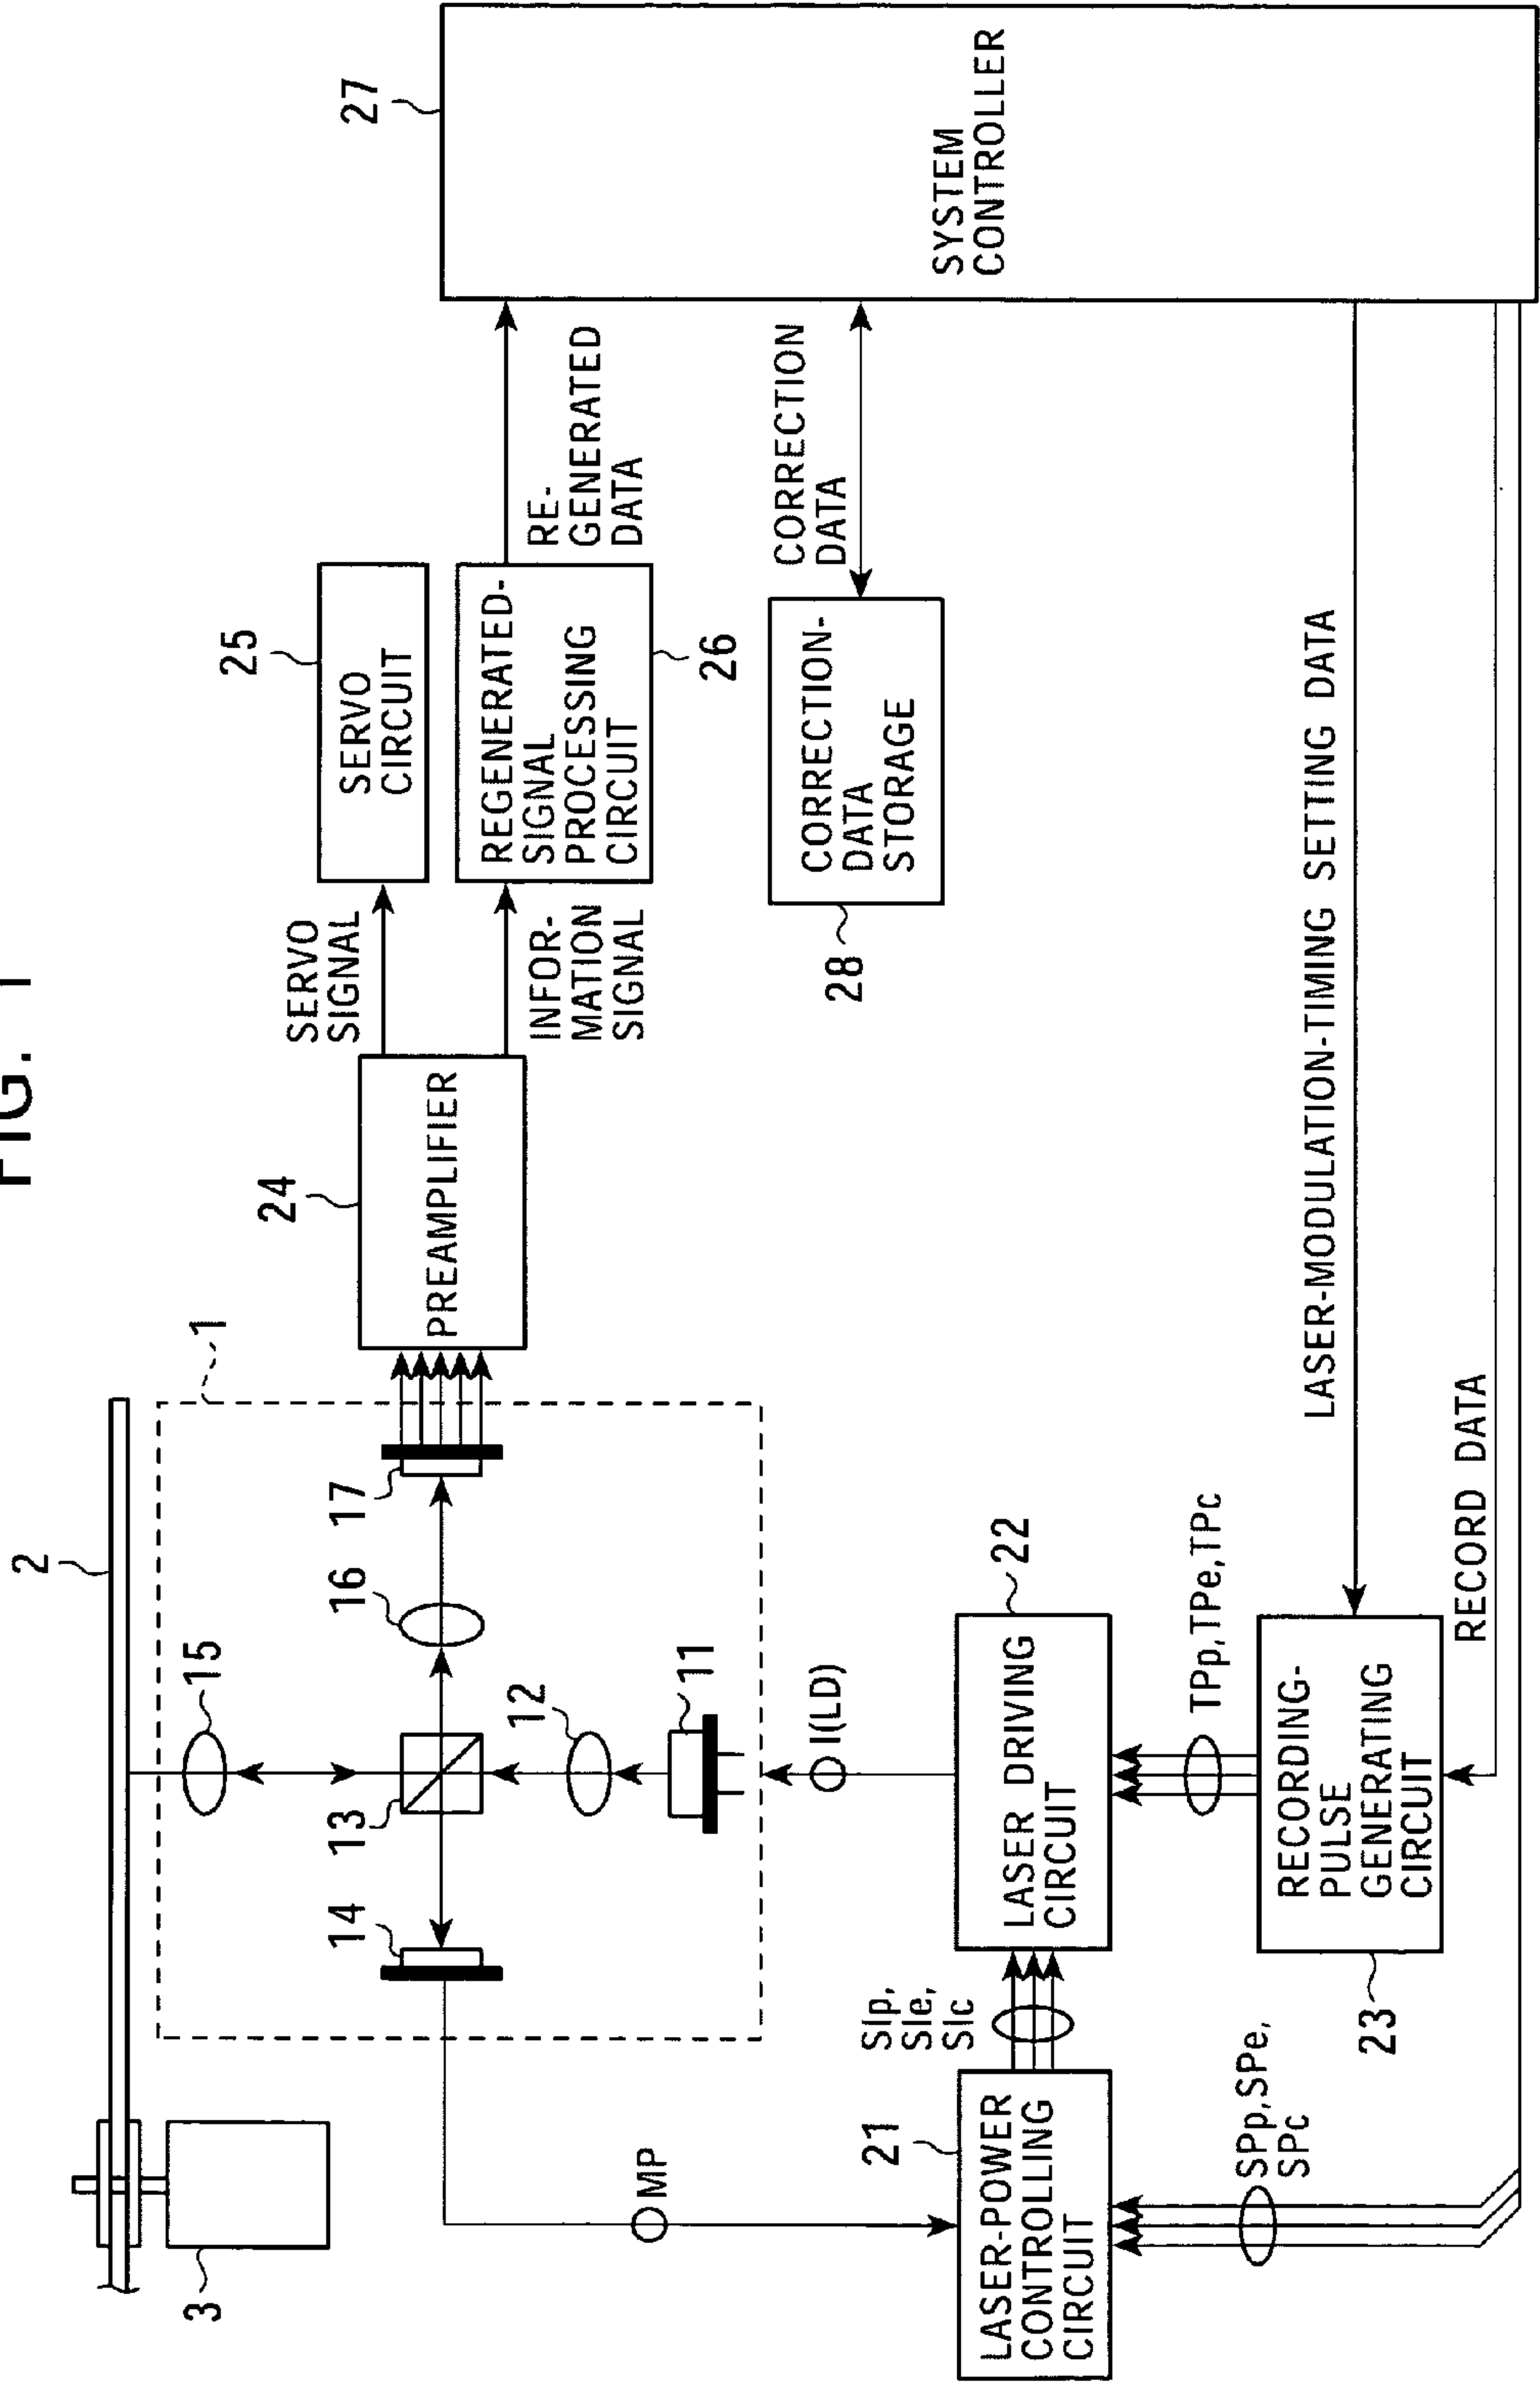 FIG. 1
2
3
15
1
14
13
16
17
12
11
24
PREAMPLIFIER
SERVO
SIGNAL
INFOR-
MATION
SIGNAL
25
SERVO
CIRCUIT
REGENERATED-
SIGNAL
PROCESSING
CIRCUIT
26
RE-
GENERATED
DATA
27
SYSTEM
CONTROLLER
CORRECTION
DATA
CORRECTION-
DATA
STORAGE
28
MP
I(LD)
21
LASER-POWER
CONTROLLING
CIRCUIT
SIp,
SIe,
SIc
22
LASER DRIVING
CIRCUIT
TPp,TPe,TPc
SPp,SPe,
SPc
23
RECORDING-
PULSE
GENERATING
CIRCUIT
LASER-MODULATION-TIMING SETTING DATA
RECORD DATA